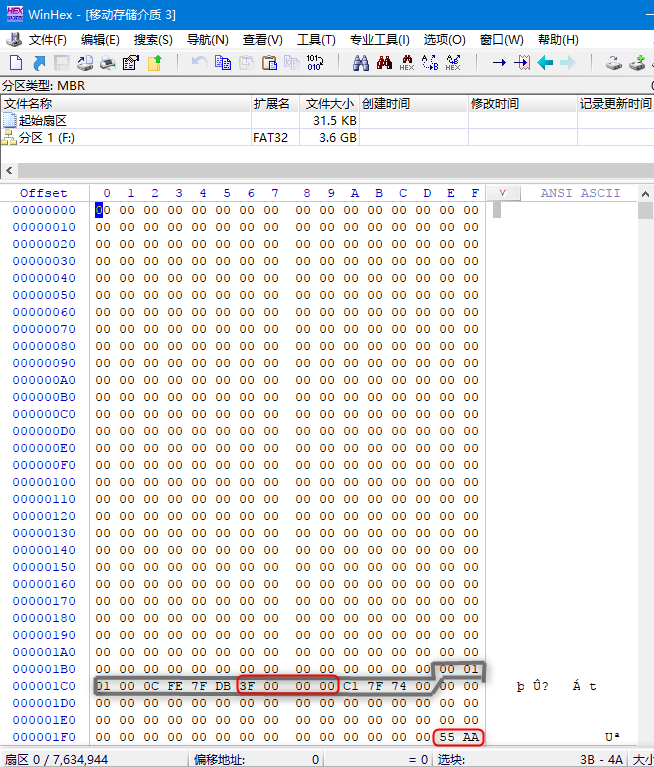 WinHex - [移动存储介质 3]
文件(F) 编辑(E) 搜索(S) 导航(N) 查看(V) 工具(T) 专业工具(I) 选项(O) 窗口(W) 帮助(H)
分区类型: MBR
文件名称 扩展名 文件大小 创建时间 修改时间 记录更新时间
起始扇区 31.5 KB
分区 1 (F:) FAT32 3.6 GB
Offset 0 1 2 3 4 5 6 7 8 9 A B C D E F ANSI ASCII
00000000 00 00 00 00 00 00 00 00 00 00 00 00 00 00 00 00
00000010 00 00 00 00 00 00 00 00 00 00 00 00 00 00 00 00
00000020 00 00 00 00 00 00 00 00 00 00 00 00 00 00 00 00
00000030 00 00 00 00 00 00 00 00 00 00 00 00 00 00 00 00
00000040 00 00 00 00 00 00 00 00 00 00 00 00 00 00 00 00
00000050 00 00 00 00 00 00 00 00 00 00 00 00 00 00 00 00
00000060 00 00 00 00 00 00 00 00 00 00 00 00 00 00 00 00
00000070 00 00 00 00 00 00 00 00 00 00 00 00 00 00 00 00
00000080 00 00 00 00 00 00 00 00 00 00 00 00 00 00 00 00
00000090 00 00 00 00 00 00 00 00 00 00 00 00 00 00 00 00
000000A0 00 00 00 00 00 00 00 00 00 00 00 00 00 00 00 00
000000B0 00 00 00 00 00 00 00 00 00 00 00 00 00 00 00 00
000000C0 00 00 00 00 00 00 00 00 00 00 00 00 00 00 00 00
000000D0 00 00 00 00 00 00 00 00 00 00 00 00 00 00 00 00
000000E0 00 00 00 00 00 00 00 00 00 00 00 00 00 00 00 00
000000F0 00 00 00 00 00 00 00 00 00 00 00 00 00 00 00 00
00000100 00 00 00 00 00 00 00 00 00 00 00 00 00 00 00 00
00000110 00 00 00 00 00 00 00 00 00 00 00 00 00 00 00 00
00000120 00 00 00 00 00 00 00 00 00 00 00 00 00 00 00 00
00000130 00 00 00 00 00 00 00 00 00 00 00 00 00 00 00 00
00000140 00 00 00 00 00 00 00 00 00 00 00 00 00 00 00 00
00000150 00 00 00 00 00 00 00 00 00 00 00 00 00 00 00 00
00000160 00 00 00 00 00 00 00 00 00 00 00 00 00 00 00 00
00000170 00 00 00 00 00 00 00 00 00 00 00 00 00 00 00 00
00000180 00 00 00 00 00 00 00 00 00 00 00 00 00 00 00 00
00000190 00 00 00 00 00 00 00 00 00 00 00 00 00 00 00 00
000001A0 00 00 00 00 00 00 00 00 00 00 00 00 00 00 00 00
000001B0 00 00 00 00 00 00 00 00 00 00 00 00 00 00 00 01
000001C0 01 00 0C FE 7F DB 3F 00 00 00 C1 7F 74 00 00 00 þ Û? Á t
000001D0 00 00 00 00 00 00 00 00 00 00 00 00 00 00 00 00
000001E0 00 00 00 00 00 00 00 00 00 00 00 00 00 00 00 00
000001F0 00 00 00 00 00 00 00 00 00 00 00 00 00 00 55 AA Uª
扇区 0 / 7,634,944 偏移地址: 0 = 0 选块: 3B - 4A 大小